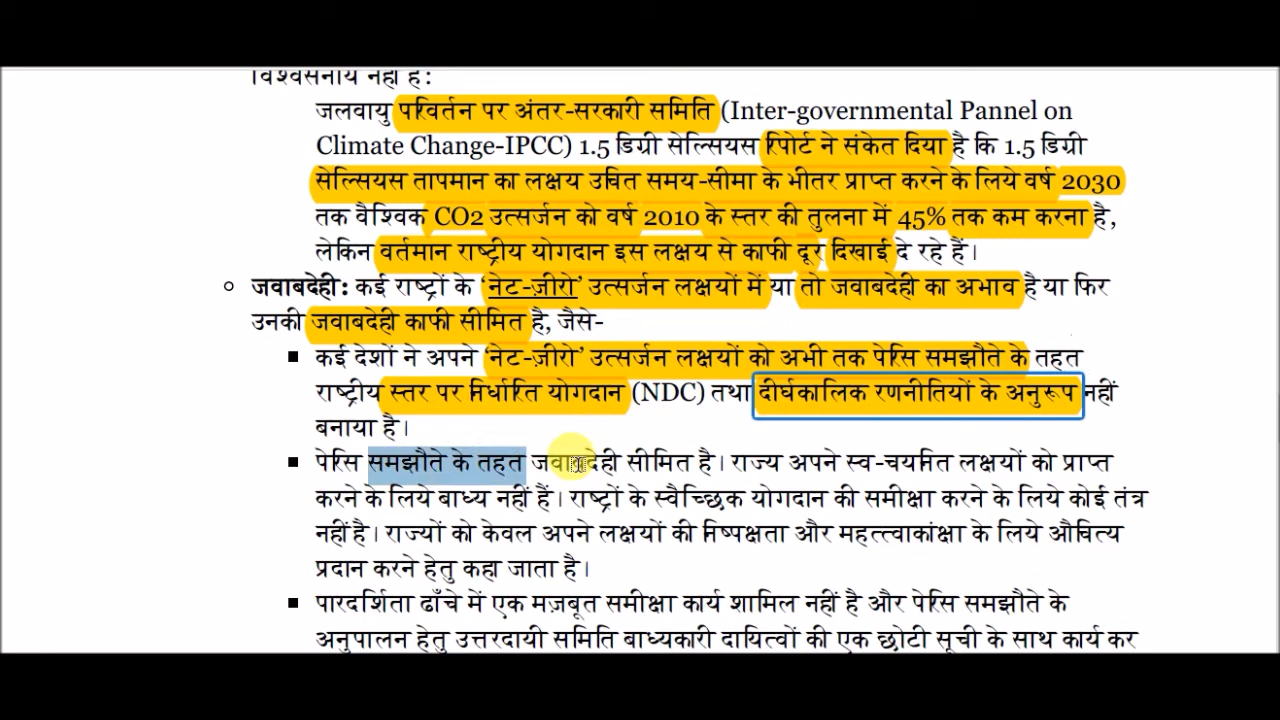 विश्वसनीय नहीं हैं:
जलवायु परिवर्तन पर अंतर-सरकारी समिति (Inter-governmental Pannel on
Climate Change-IPCC) 1.5 डिग्री सेल्सियस रिपोर्ट ने संकेत दिया है कि 1.5 डिग्री
सेल्सियस तापमान का लक्ष्य उचित समय-सीमा के भीतर प्राप्त करने के लिये वर्ष 2030
तक वैश्विक CO2 उत्सर्जन को वर्ष 2010 के स्तर की तुलना में 45% तक कम करना है,
लेकिन वर्तमान राष्ट्रीय योगदान इस लक्ष्य से काफी दूर दिखाई दे रहे हैं।
जवाबदेही: कई राष्ट्रों के 'नेट-ज़ीरो' उत्सर्जन लक्ष्यों में या तो जवाबदेही का अभाव है या फिर
उनकी जवाबदेही काफी सीमित है, जैसे-
कई देशों ने अपने 'नेट-ज़ीरो' उत्सर्जन लक्ष्यों को अभी तक पेरिस समझौते के तहत
राष्ट्रीय स्तर पर निर्धारित योगदान (NDC) तथा दीर्घकालिक रणनीतियों के अनुरूप नहीं
बनाया है।
पेरिस समझौते के तहत जवाबदेही सीमित है। राज्य अपने स्व-चयनित लक्ष्यों को प्राप्त
करने के लिये बाध्य नहीं हैं। राष्ट्रों के स्वैच्छिक योगदान की समीक्षा करने के लिये कोई तंत्र
नहीं है। राज्यों को केवल अपने लक्ष्यों की निष्पक्षता और महत्त्वाकांक्षा के लिये औचित्य
प्रदान करने हेतु कहा जाता है।
पारदर्शिता ढाँचे में एक मज़बूत समीक्षा कार्य शामिल नहीं है और पेरिस समझौते के
अनुपालन हेतु उत्तरदायी समिति बाध्यकारी दायित्वों की एक छोटी सूची के साथ कार्य कर